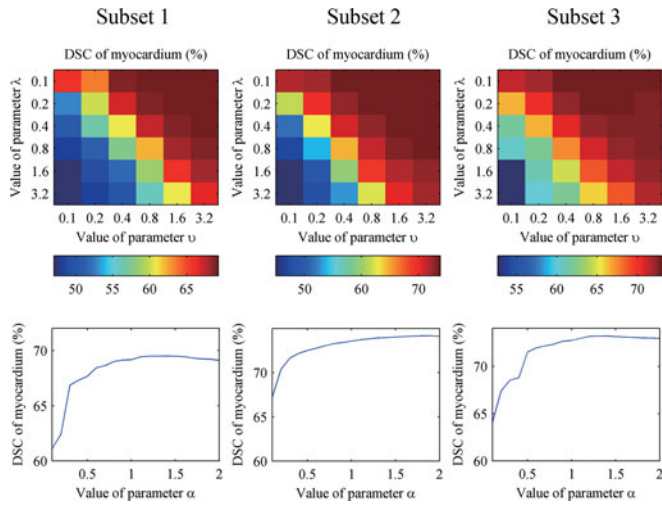 Subset 1 Subset 2 Subset 3
DSC of myocardium (%) DSC of myocardium (%) DSC of myocardium (%)
Value of parameter λ Value of parameter λ Value of parameter λ
0.1 0.1 0.1
0.2 0.2 0.2
0.4 0.4 0.4
0.8 0.8 0.8
1.6 1.6 1.6
3.2 3.2 3.2
0.1 0.2 0.4 0.8 1.6 3.2 0.1 0.2 0.4 0.8 1.6 3.2 0.1 0.2 0.4 0.8 1.6 3.2
Value of parameter υ Value of parameter υ Value of parameter υ
50 55 60 65 50 60 70 55 60 65 70
DSC of myocardium (%) DSC of myocardium (%) DSC of myocardium (%)
70 70 70
65 65 65
60 60 60
0.5 1 1.5 2 0.5 1 1.5 2 0.5 1 1.5 2
Value of parameter α Value of parameter α Value of parameter α